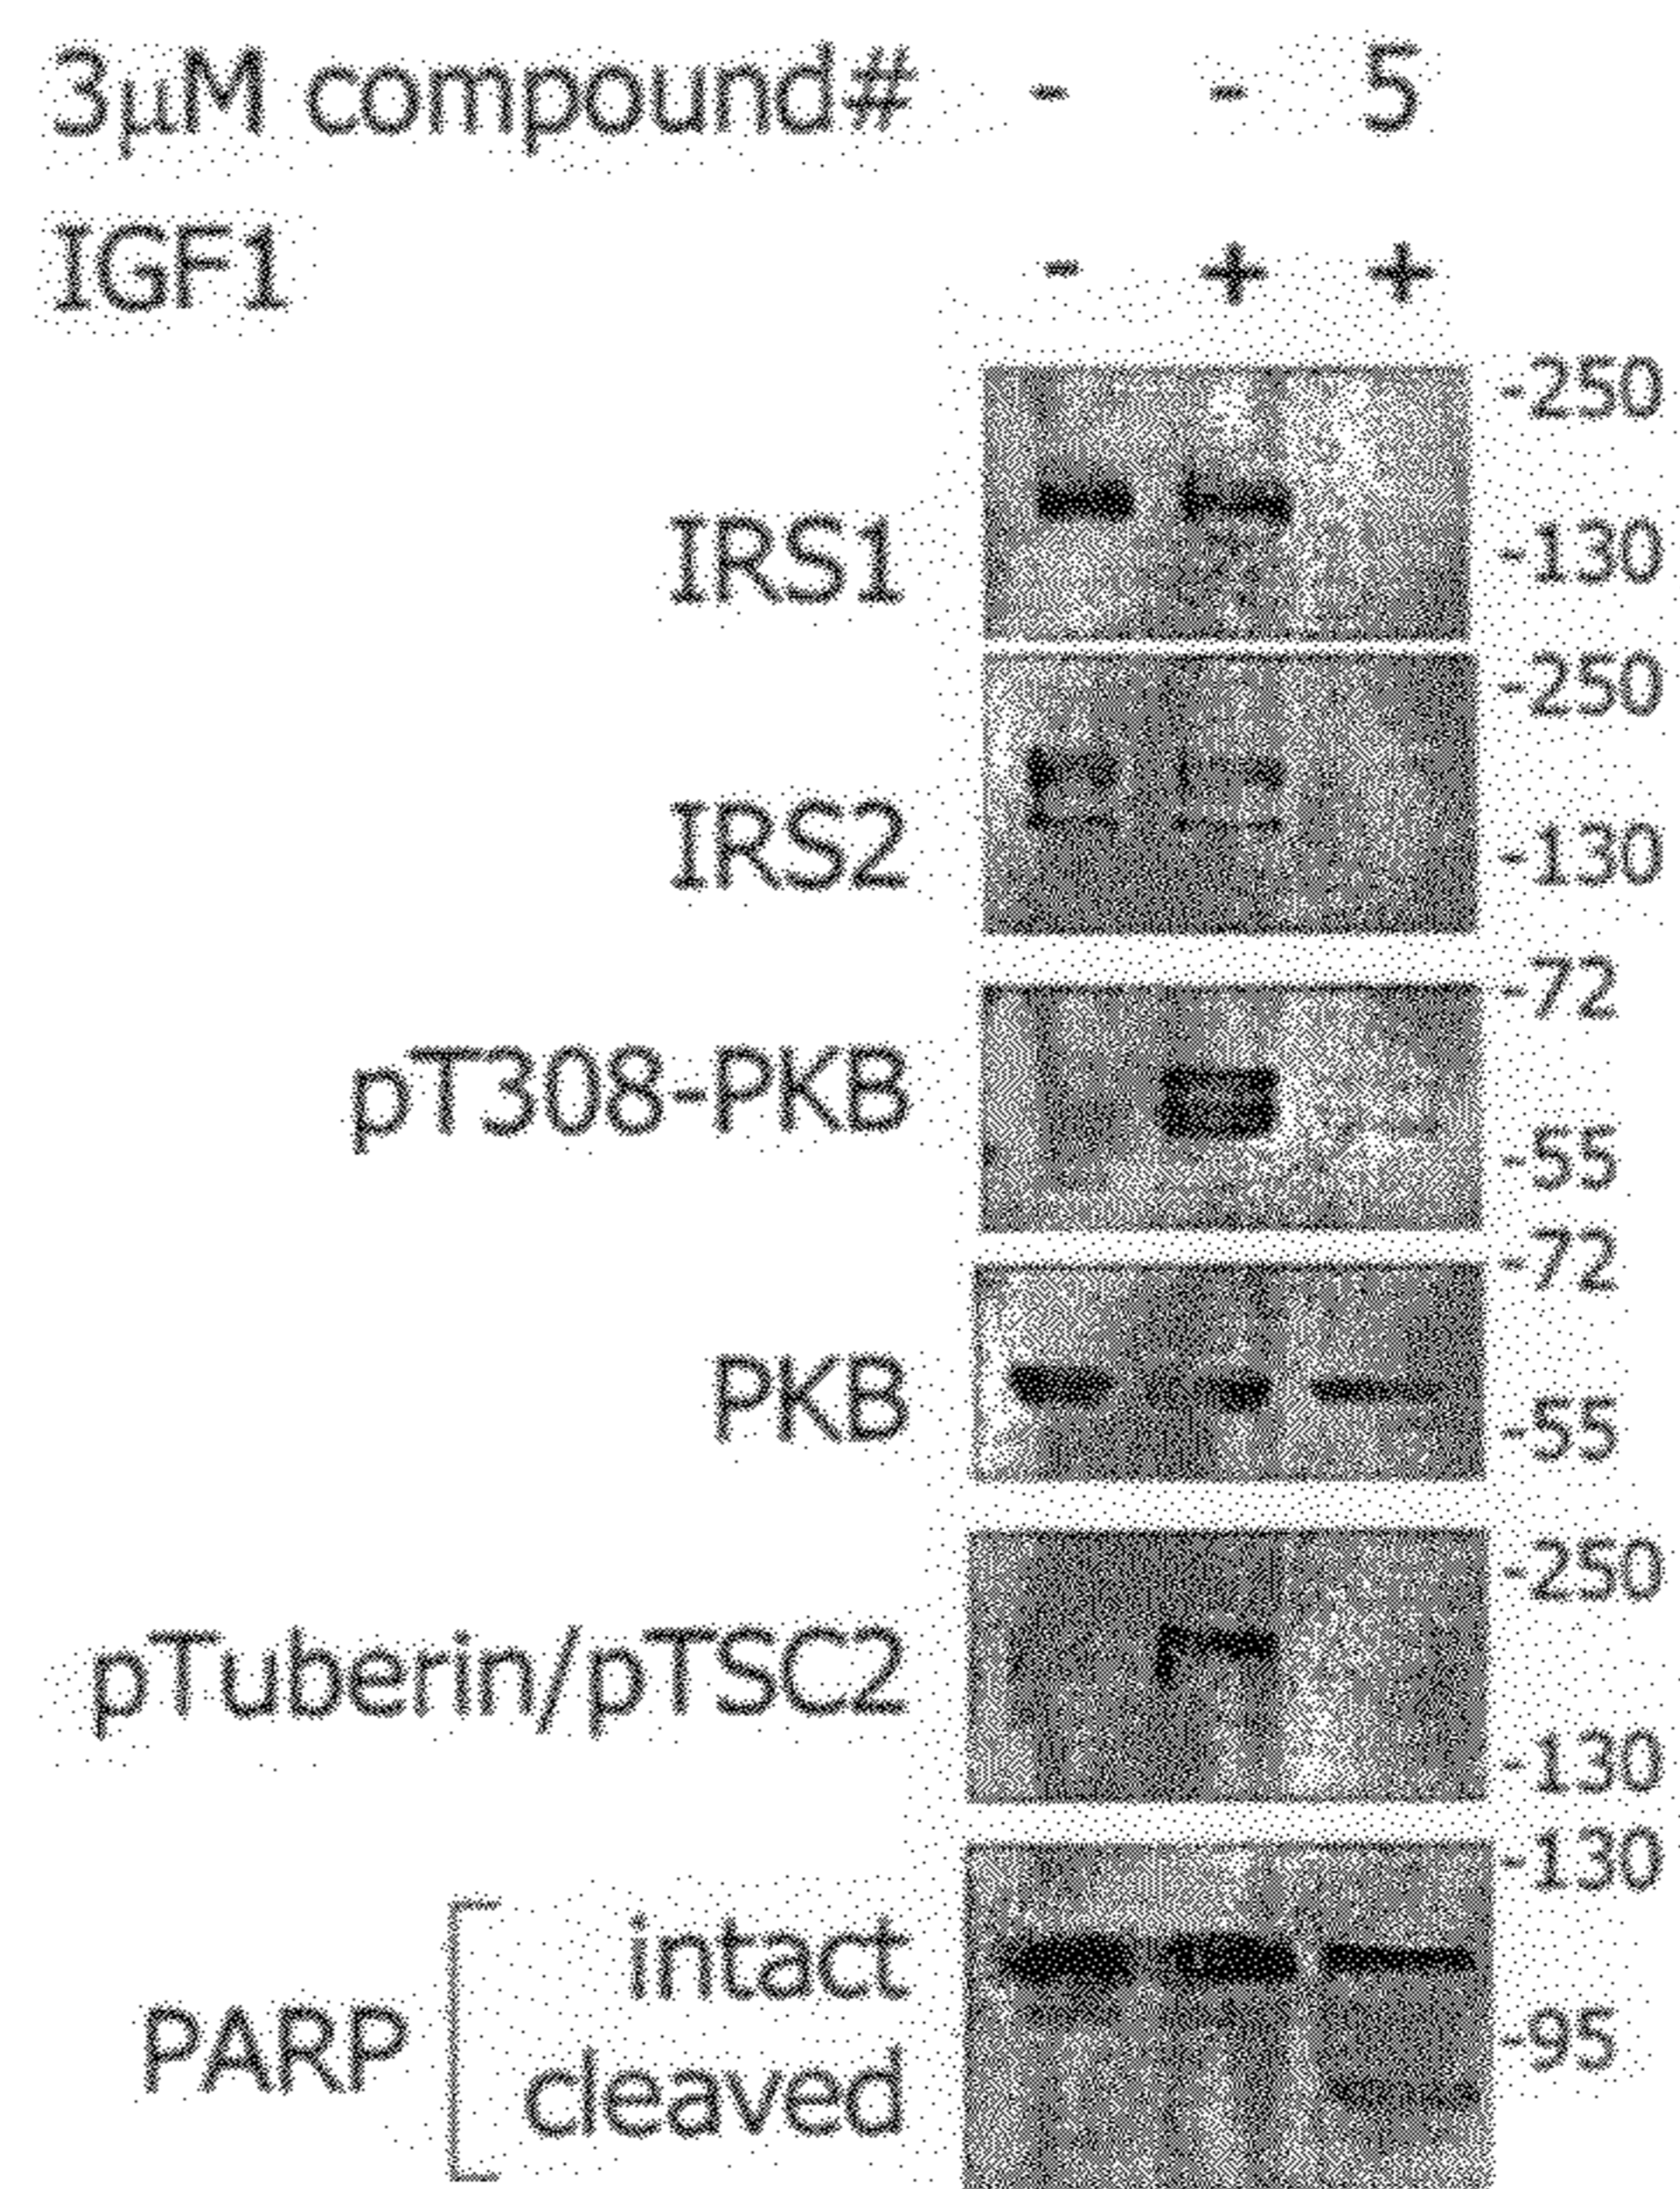 3µM compound# - - 5
IGF1 - + +
-250
IRS1 -130
-250
IRS2 -130
-72
pT308-PKB
-55
-72
PKB
-55
-250
pTuberin/pTSC2
-130
-130
intact
PARP -95
cleaved